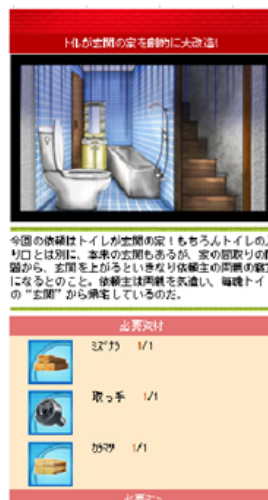 トイレが玄関の家を劇的に大改造!
今回の依頼はトイレが玄関の家!もちろんトイレの入
り口とは別に、本来の玄関もあるが、家の間取りの問
題から、玄関を上がるといきなり依頼主の両親の寝室
になるとのこと。依頼主は両親を気遣い、毎晩トイレ
の“玄関”から帰宅しているのだ。
必要資材
ミズナラ 1/1
取っ手 1/1
カラマツ 1/1